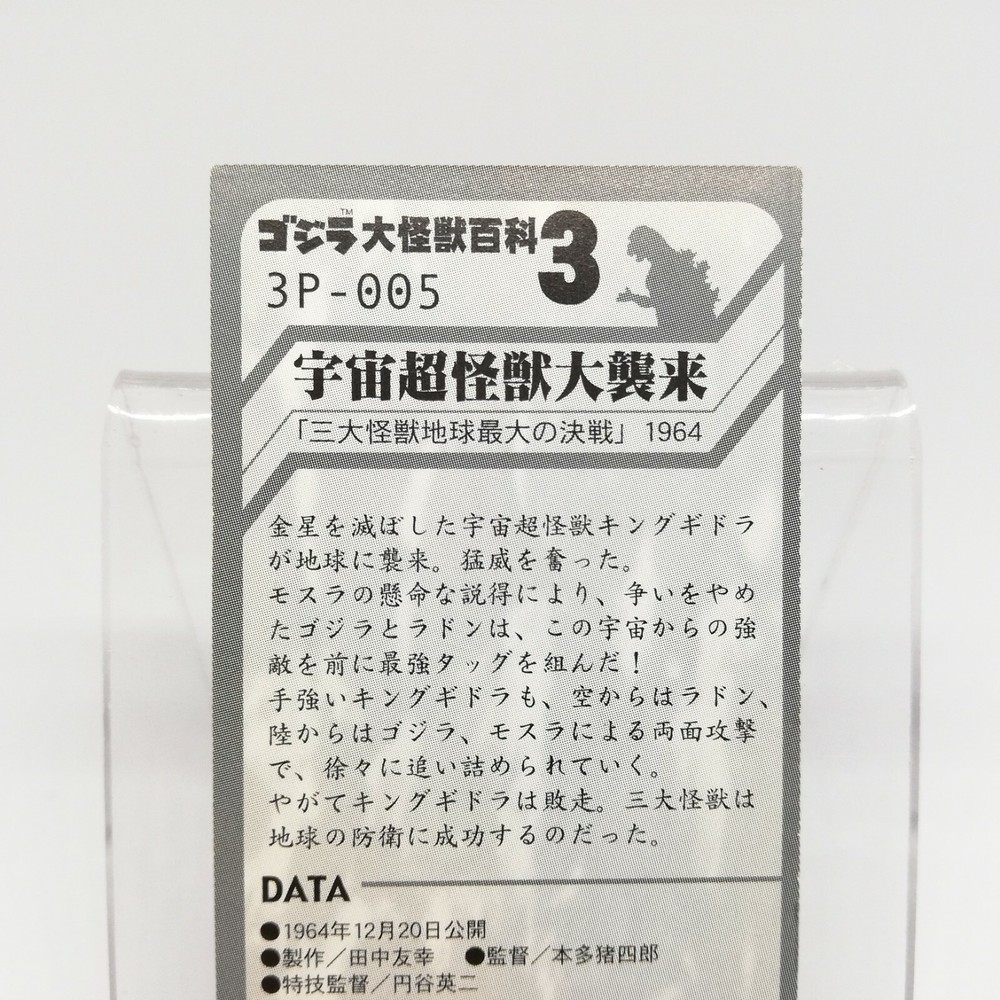 ゴジラ™大怪獣百科3
3P-005
宇宙超怪獣大襲来
「三大怪獣地球最大の決戦」1964
金星を滅ぼした宇宙超怪獣キングギドラ
が地球に襲来。猛威を奮った。
モスラの懸命な説得により、争いをやめ
たゴジラとラドンは、この宇宙からの強
敵を前に最強タッグを組んだ！
手強いキングギドラも、空からはラドン、
陸からはゴジラ、モスラによる両面攻撃
で、徐々に追い詰められていく。
やがてキングギドラは敗走。三大怪獣は
地球の防衛に成功するのだった。
DATA
●1964年12月20日公開
●製作／田中友幸 ●監督／本多猪四郎
●特技監督／円谷英二